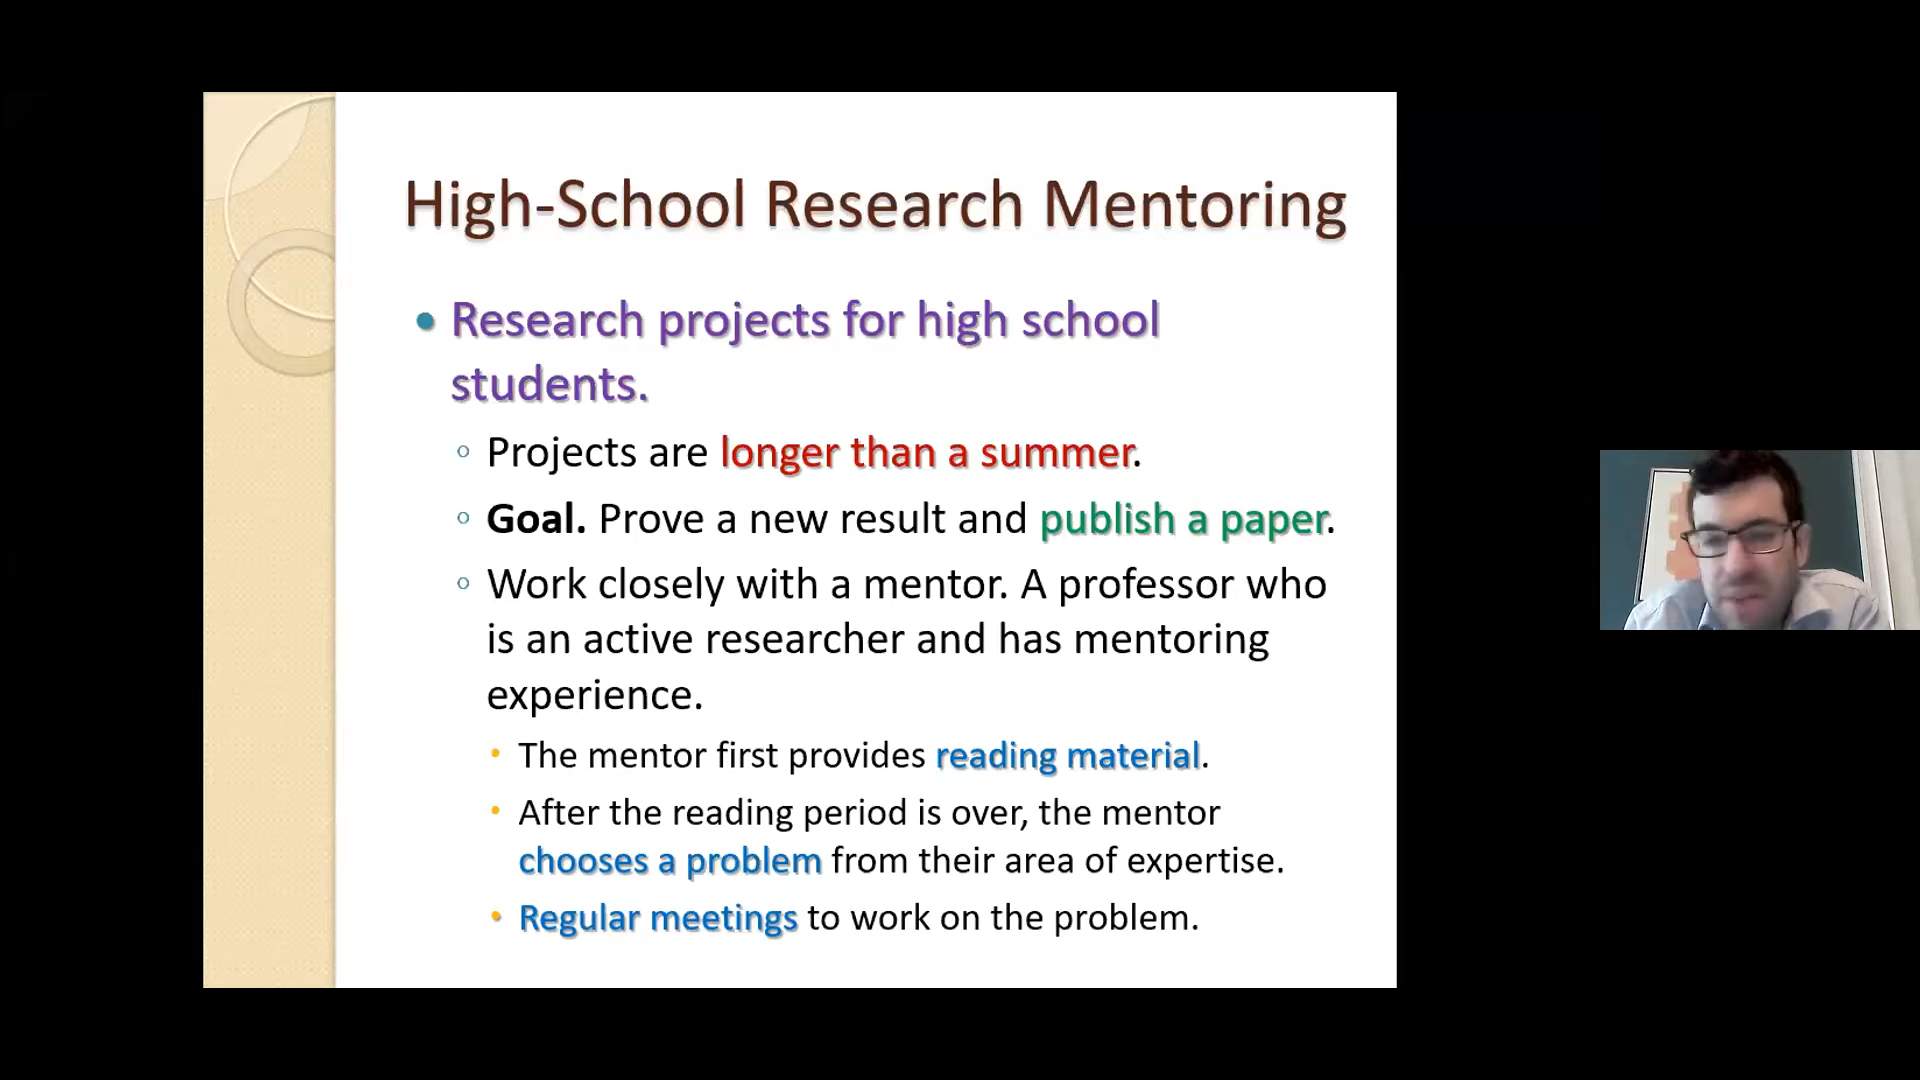 High-School Research Mentoring
• Research projects for high school
students.
◦ Projects are longer than a summer.
◦ Goal. Prove a new result and publish a paper.
◦ Work closely with a mentor. A professor who
is an active researcher and has mentoring
experience.
• The mentor first provides reading material.
• After the reading period is over, the mentor
chooses a problem from their area of expertise.
• Regular meetings to work on the problem.